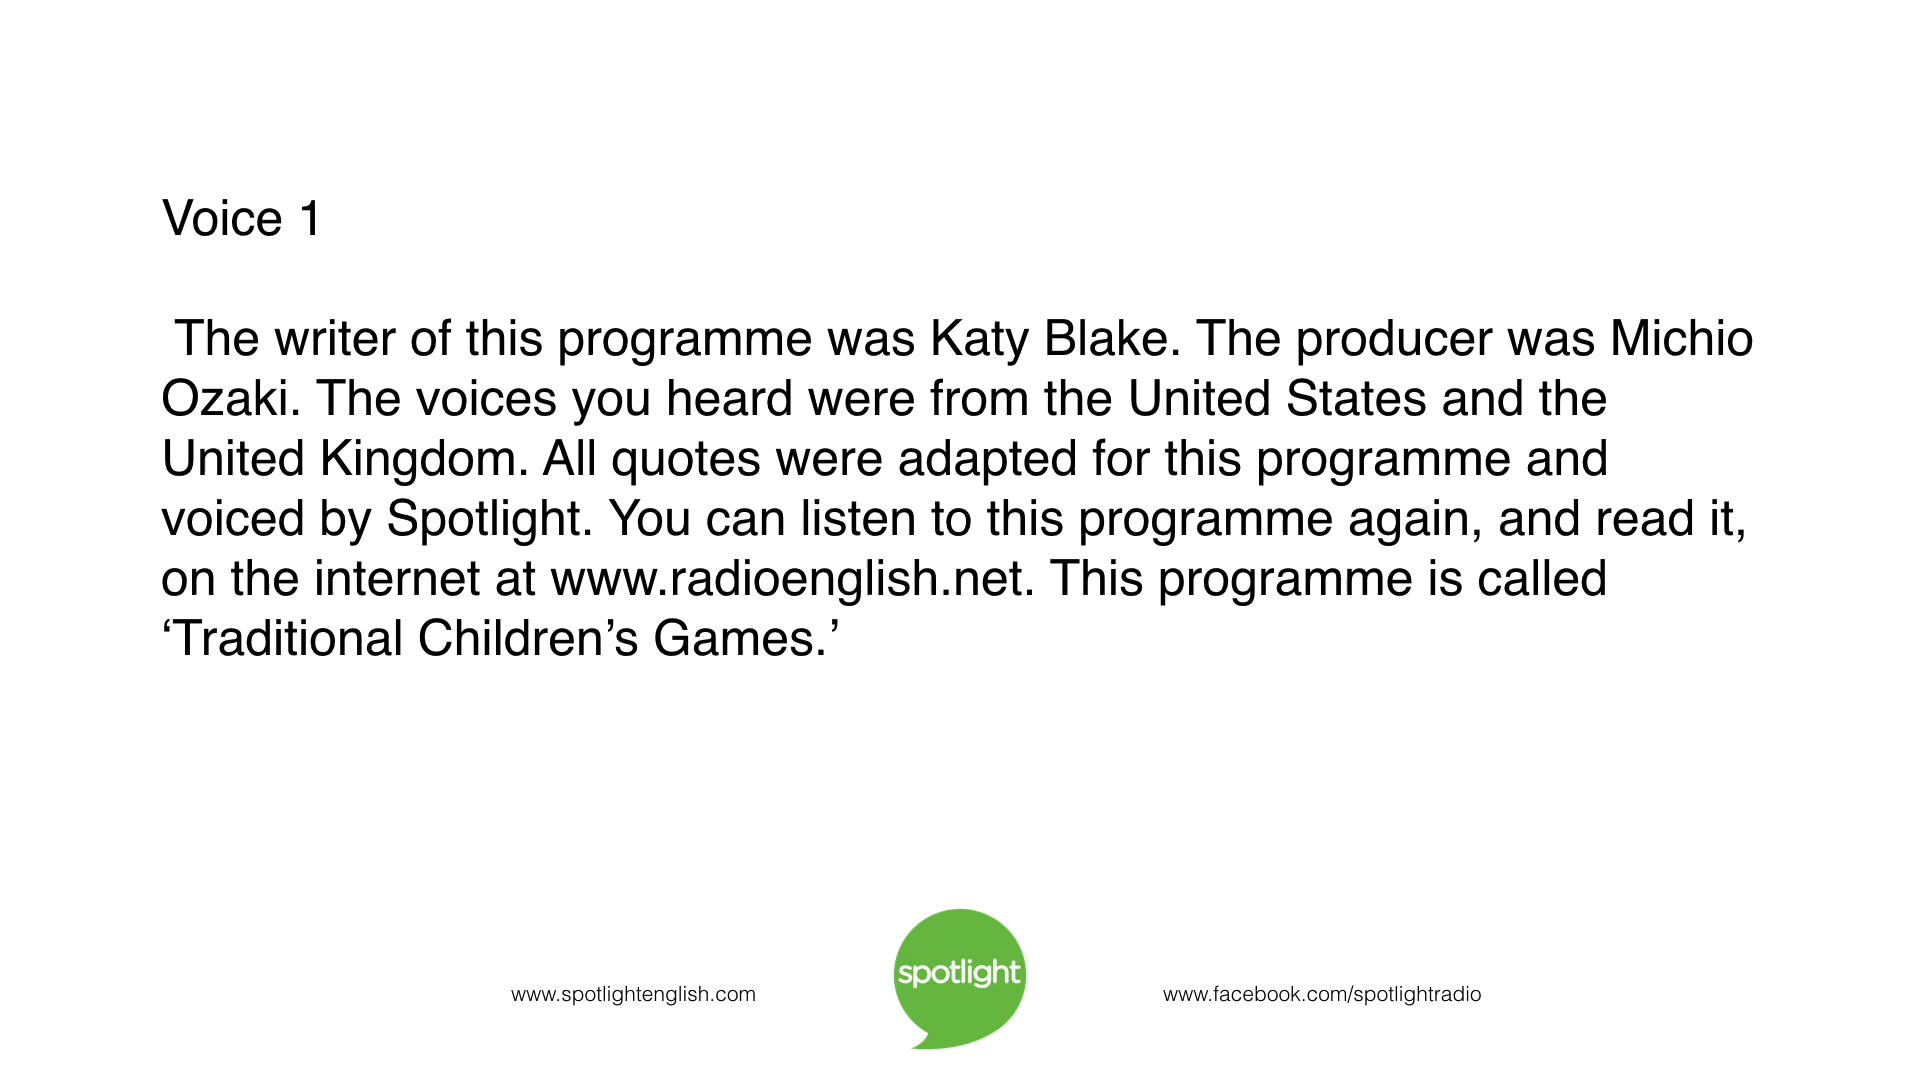 Voice 1
The writer of this programme was Katy Blake. The producer was Michio
Ozaki. The voices you heard were from the United States and the
United Kingdom. All quotes were adapted for this programme and
voiced by Spotlight. You can listen to this programme again, and read it,
on the internet at www.radioenglish.net. This programme is called
‘Traditional Children’s Games.’
spotlight
www.spotlightenglish.com
www.facebook.com/spotlightradio